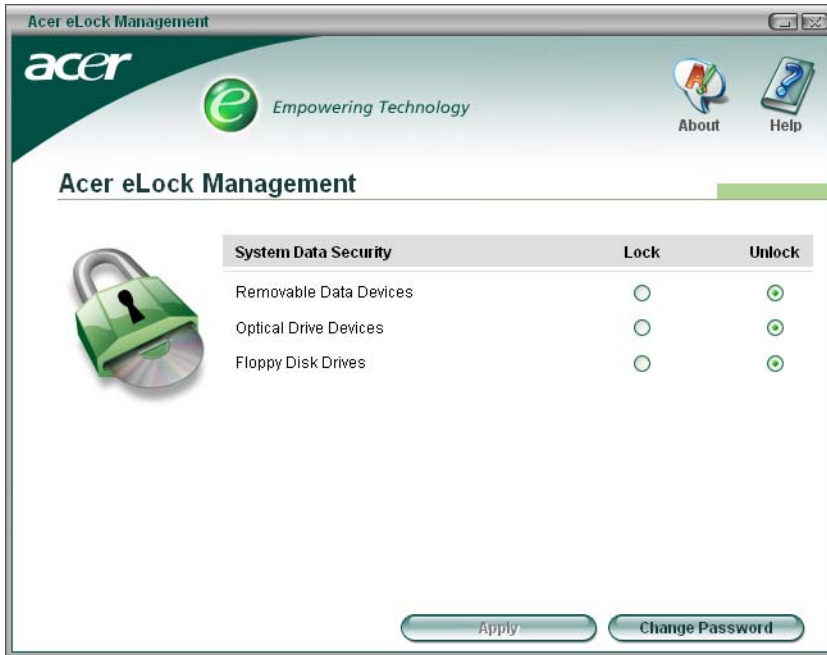 Acer eLock Management
acer
e Empowering Technology
About Help
Acer eLock Management
System Data Security Lock Unlock
Removable Data Devices
Optical Drive Devices
Floppy Disk Drives
Apply Change Password